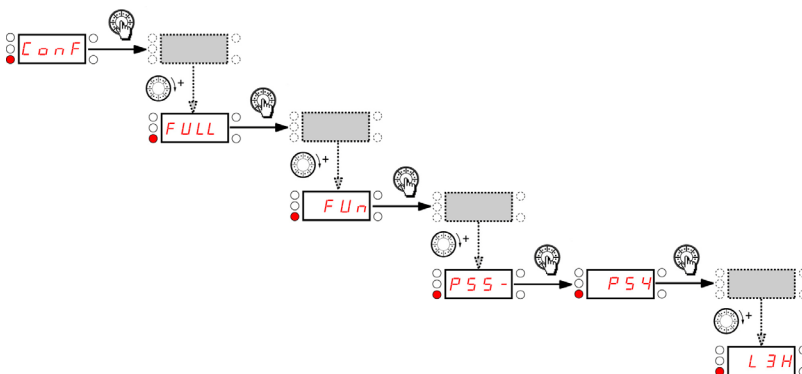 ConF
+
FULL
+
FUn
+
PSS- PS4
+
L3H